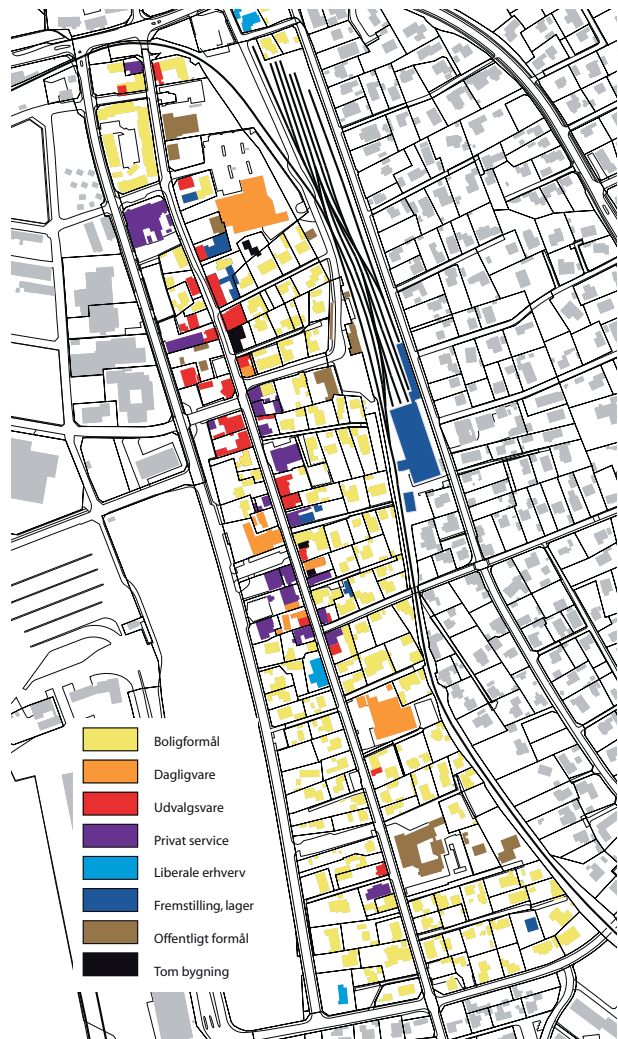 Boligformål
Dagligvare
Udvalgsvare
Privat service
Liberale erhverv
Fremstilling, lager
Offentligt formål
Tom bygning